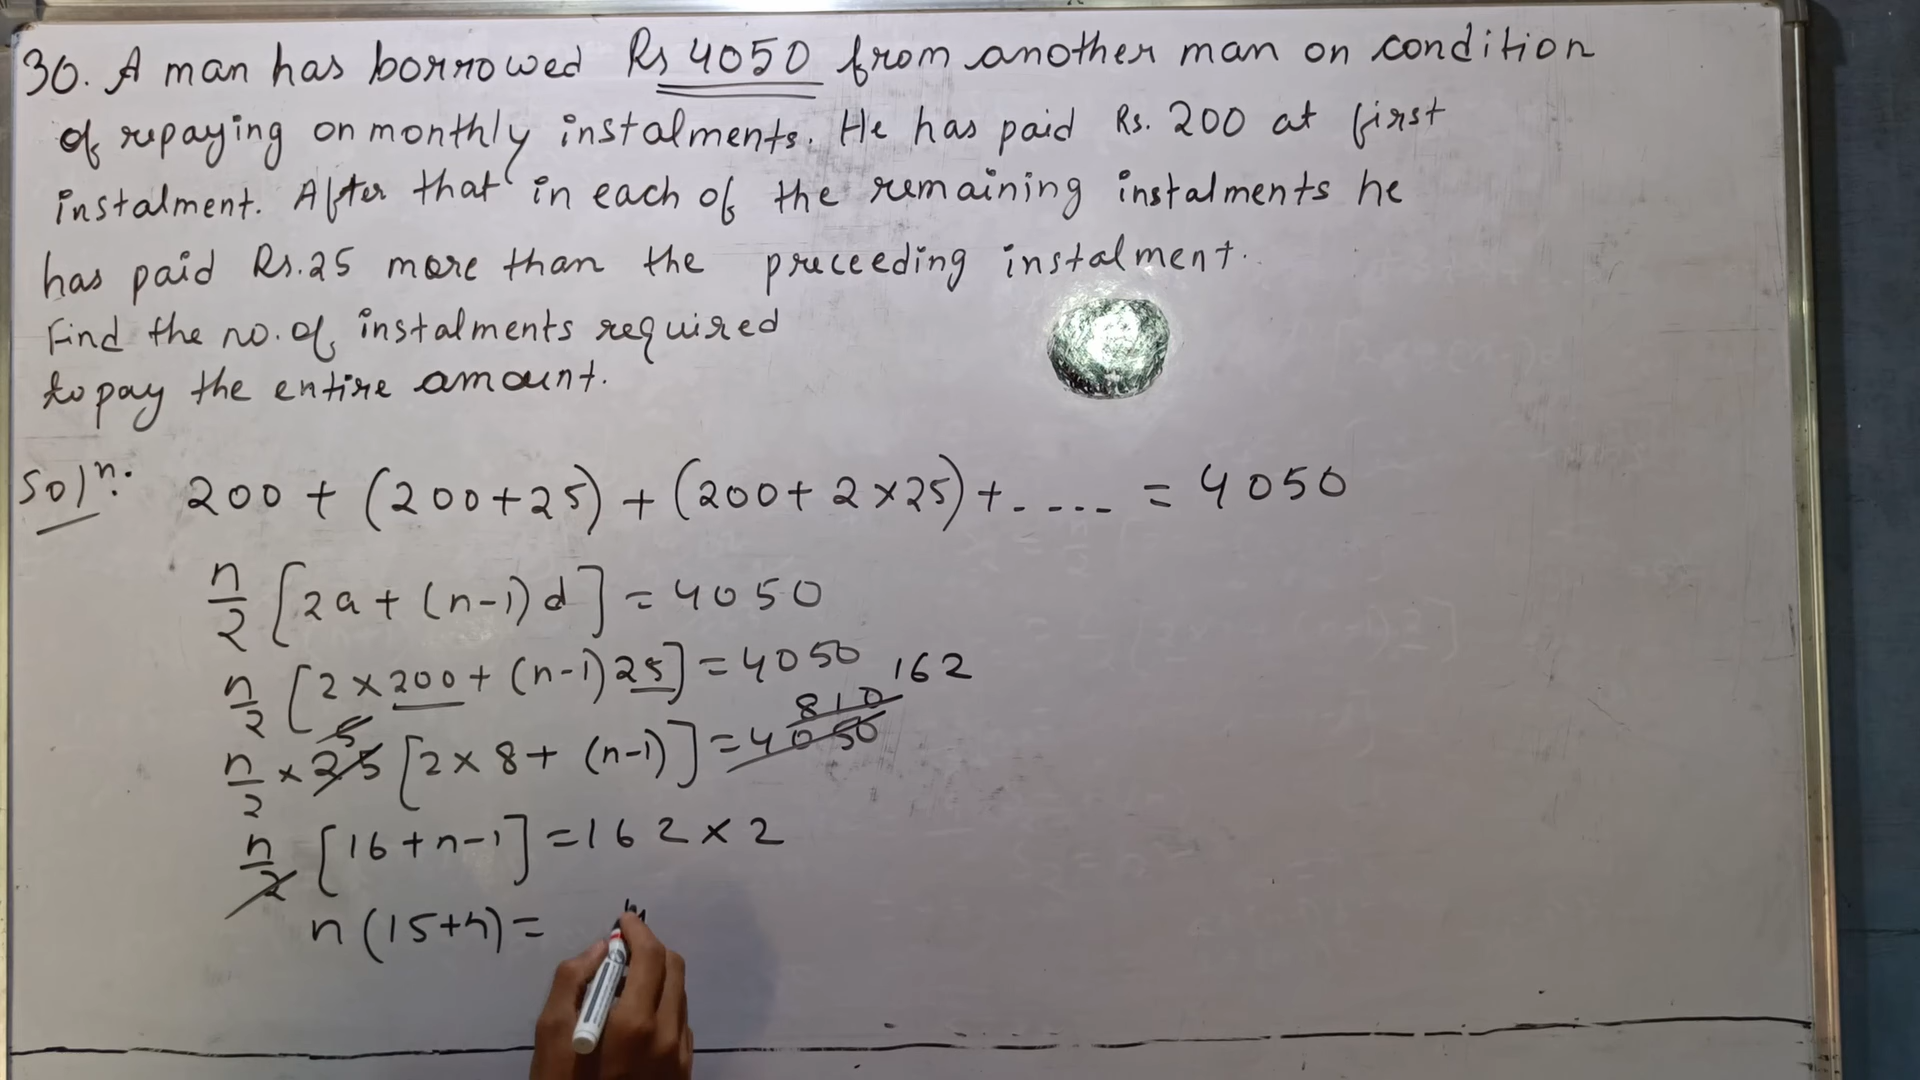 30. A man has borrowed Rs 4050 from another man on condition
of repaying on monthly instalments. He has paid Rs. 200 at first
instalment. After that in each of the remaining instalments he
has paid Rs. 25 more than the preceeding instalment.
Find the no. of instalments required
to pay the entire amount.
Solⁿ: 200 + (200+25) + (200+2×25) + ..... = 4050
n/2 [2a + (n-1)d] = 4050
n/2 [2×200 + (n-1)25] = 4050
5 810 162
n/2 × 25 [2×8 + (n-1)] = 4050
n/2 [16+n-1] = 162×2
n(15+n) =